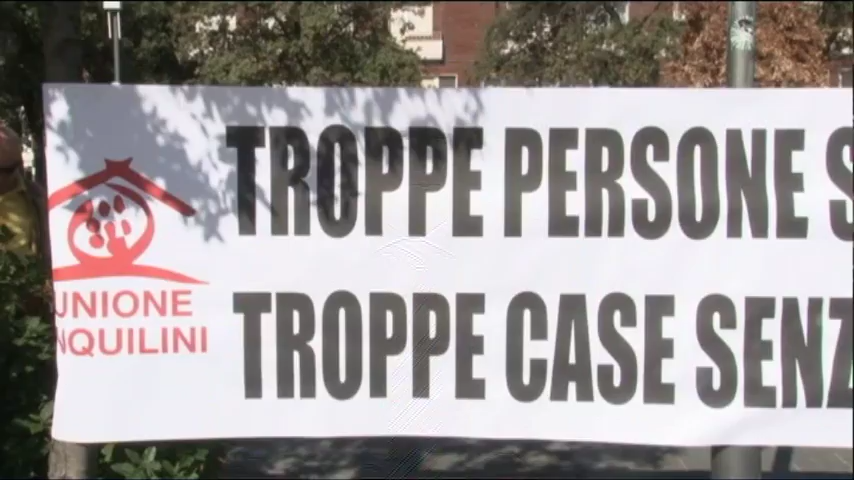 TROPPE PERSONE S
UNIONE
NQUILINI
TROPPE CASE SENZ